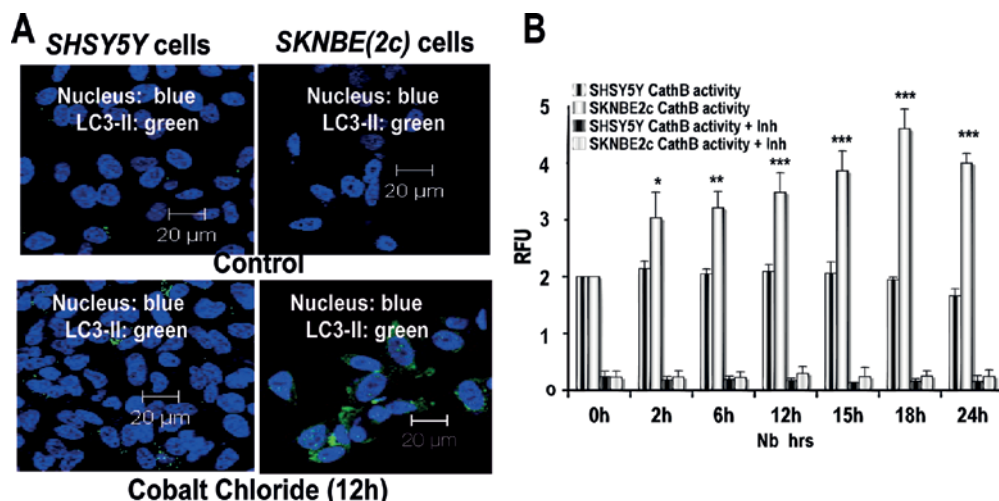 A
SHSY5Y cells
SKNBE(2c) cells
Nucleus: blue
LC3-II: green
20 µm
Nucleus: blue
LC3-II: green
20 µm
Control
Nucleus: blue
LC3-II: green
20 µm
Nucleus: blue
LC3-II: green
20 µm
Cobalt Chloride (12h)
B
SHSY5Y CathB activity
SKNBE2c CathB activity
SHSY5Y CathB activity + Inh
SKNBE2c CathB activity + Inh
* ** *** *** *** ***
RFU
5
4
3
2
1
0
0h 2h 6h 12h 15h 18h 24h
Nb hrs